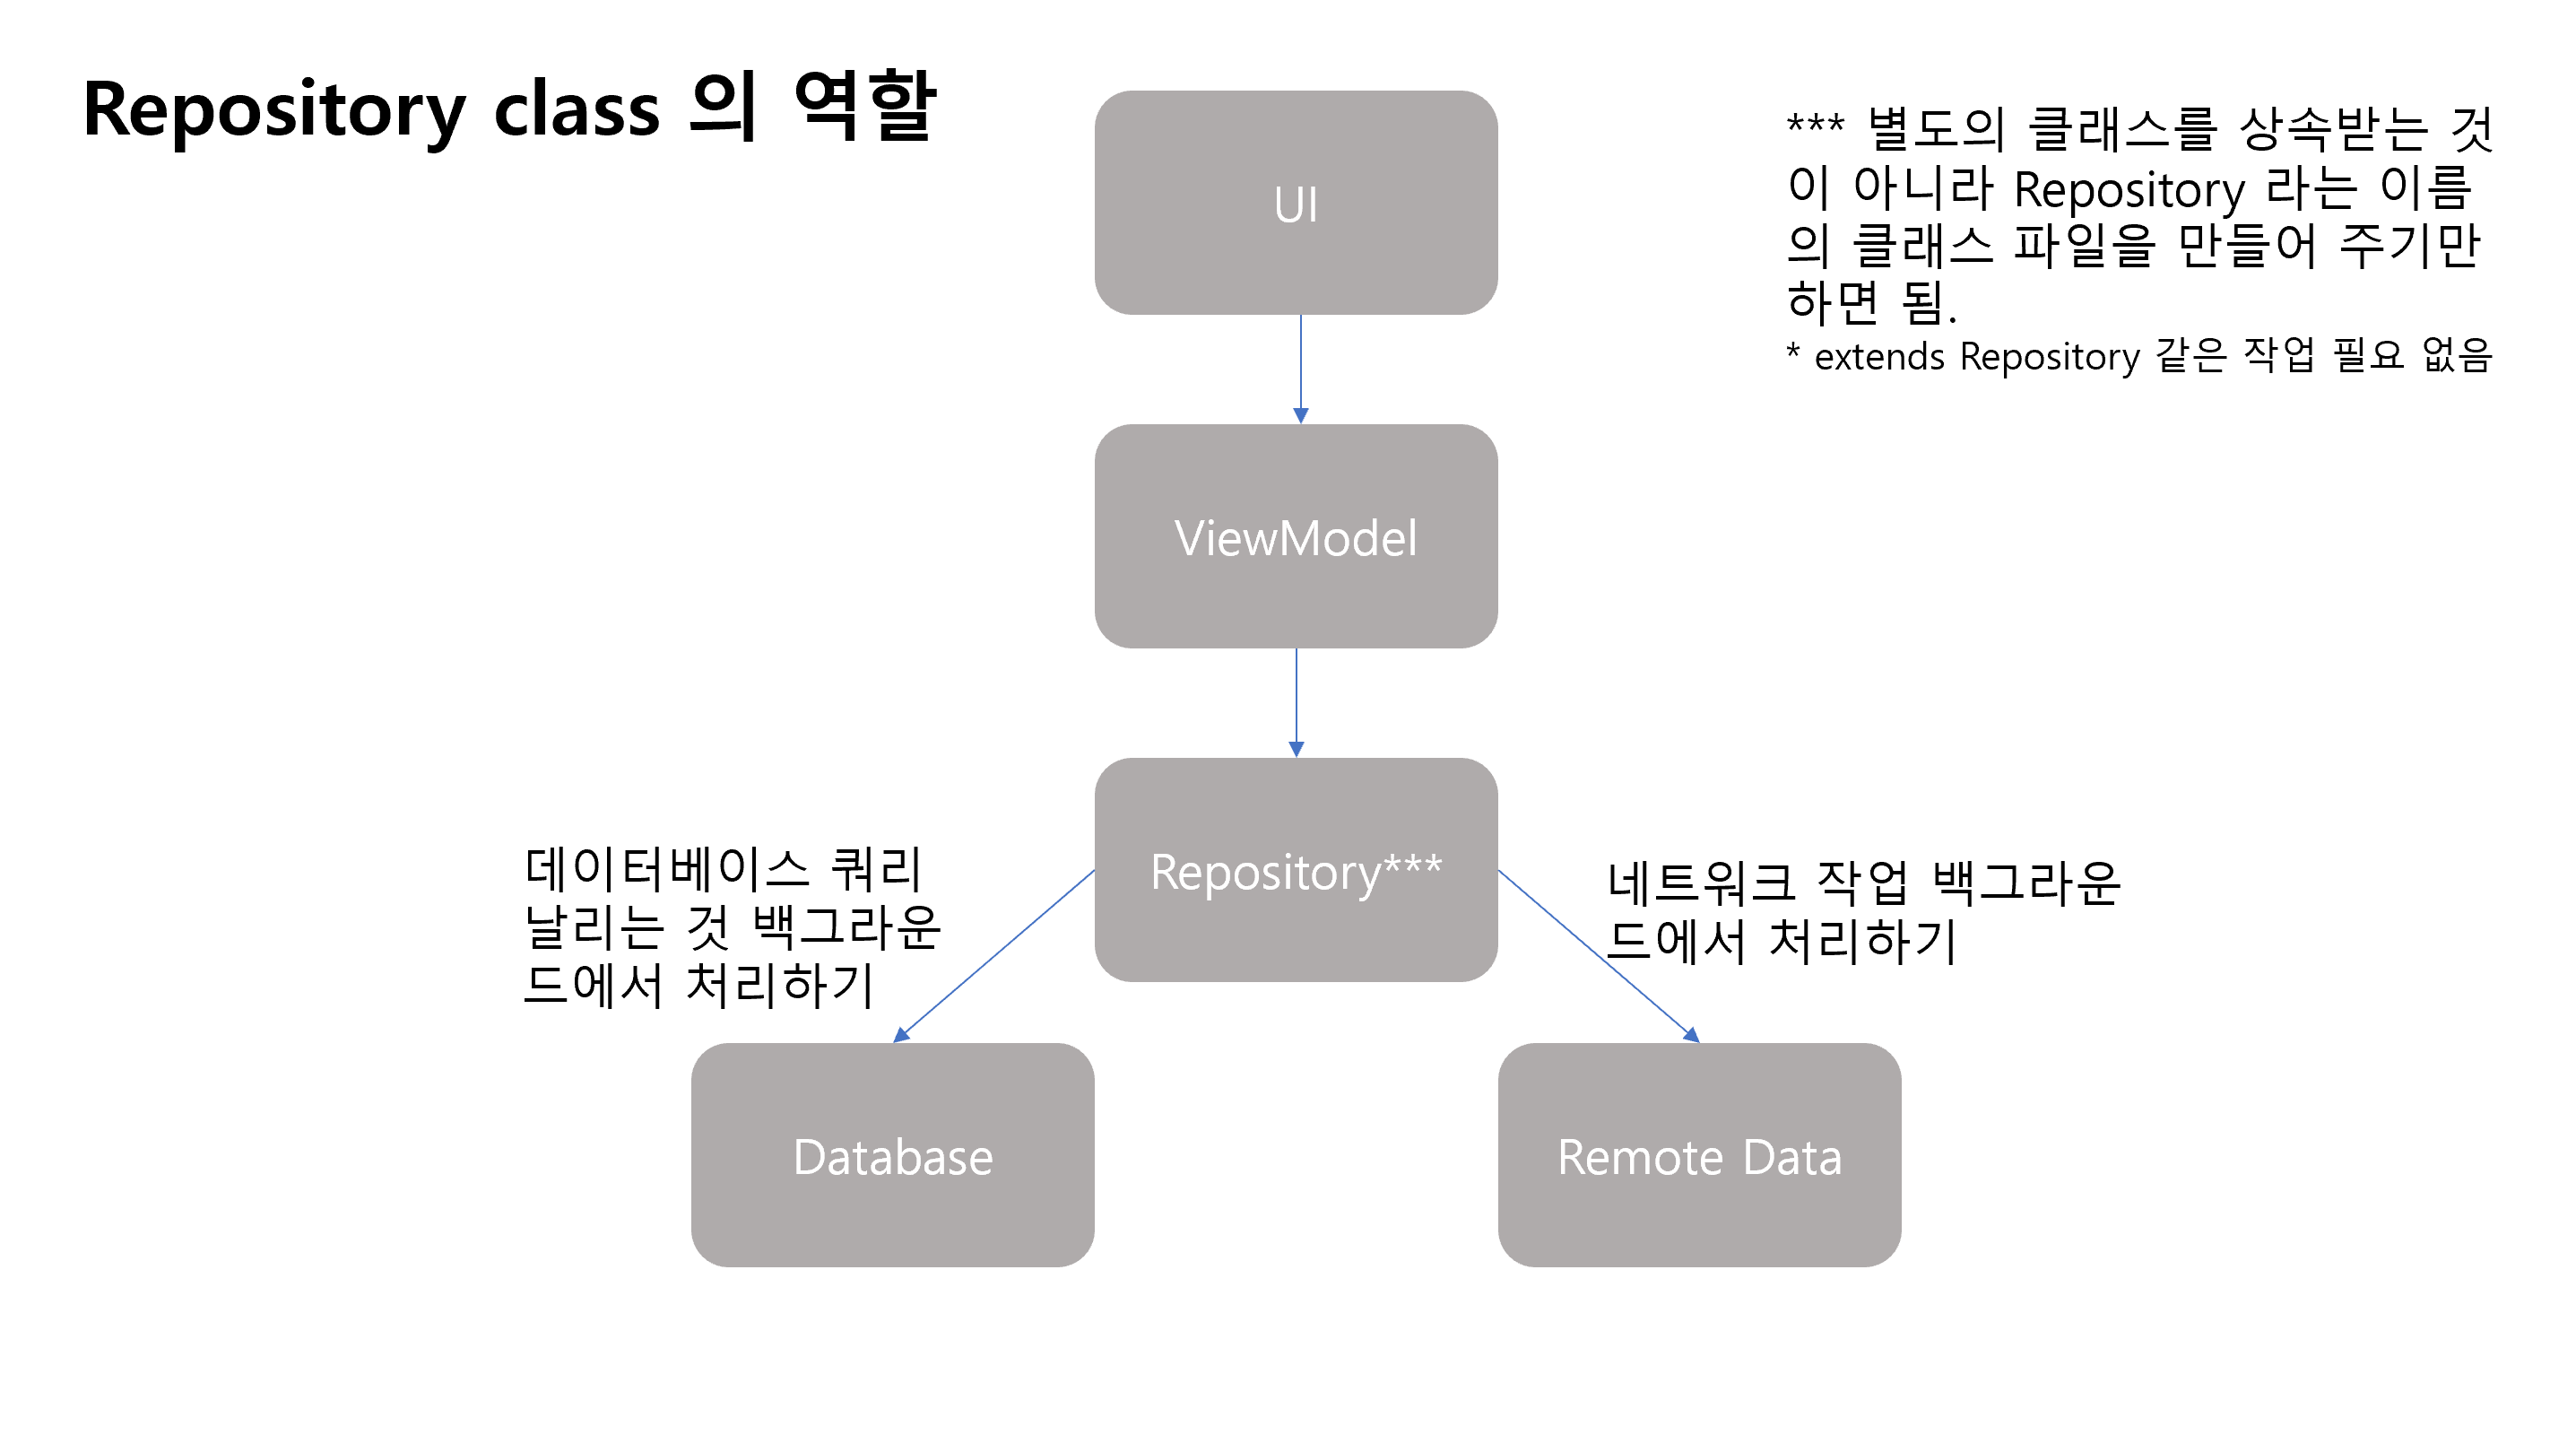 Repository class 의 역할
UI
*** 별도의 클래스를 상속받는 것
이 아니라 Repository 라는 이름
의 클래스 파일을 만들어 주기만
하면 됨.
* extends Repository 같은 작업 필요 없음
ViewModel
Repository***
데이터베이스 쿼리
날리는 것 백그라운
드에서 처리하기
네트워크 작업 백그라운
드에서 처리하기
Database
Remote Data